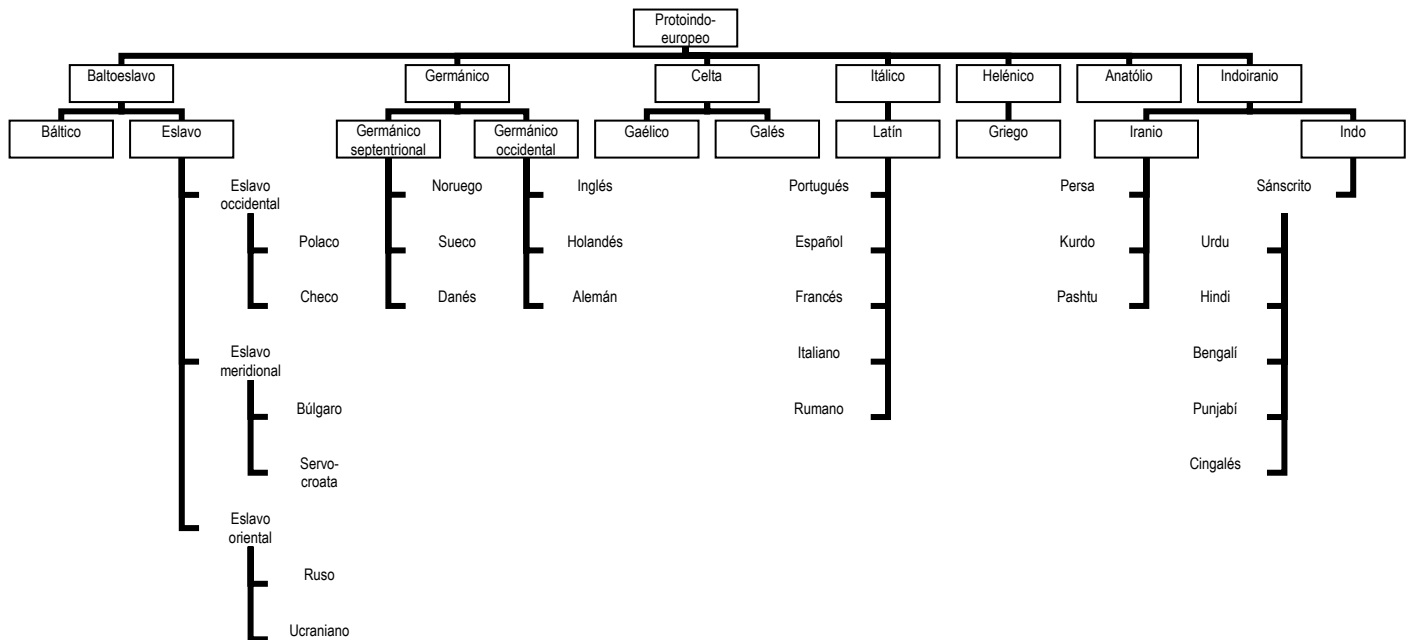 Protoindo-
europeo
Baltoeslavo
Germánico
Celta
Itálico
Helénico
Anatólio
Indoiranio
Báltico
Eslavo
Germánico
septentrional
Germánico
occidental
Gaélico
Galés
Latín
Griego
Iranio
Indo
Eslavo
occidental
Polaco
Checo
Eslavo
meridional
Búlgaro
Servo-
croata
Eslavo
oriental
Ruso
Ucraniano
Noruego
Sueco
Danés
Inglés
Holandés
Alemán
Portugués
Español
Francés
Italiano
Rumano
Persa
Kurdo
Pashtu
Sánscrito
Urdu
Hindi
Bengalí
Punjabí
Cingalés